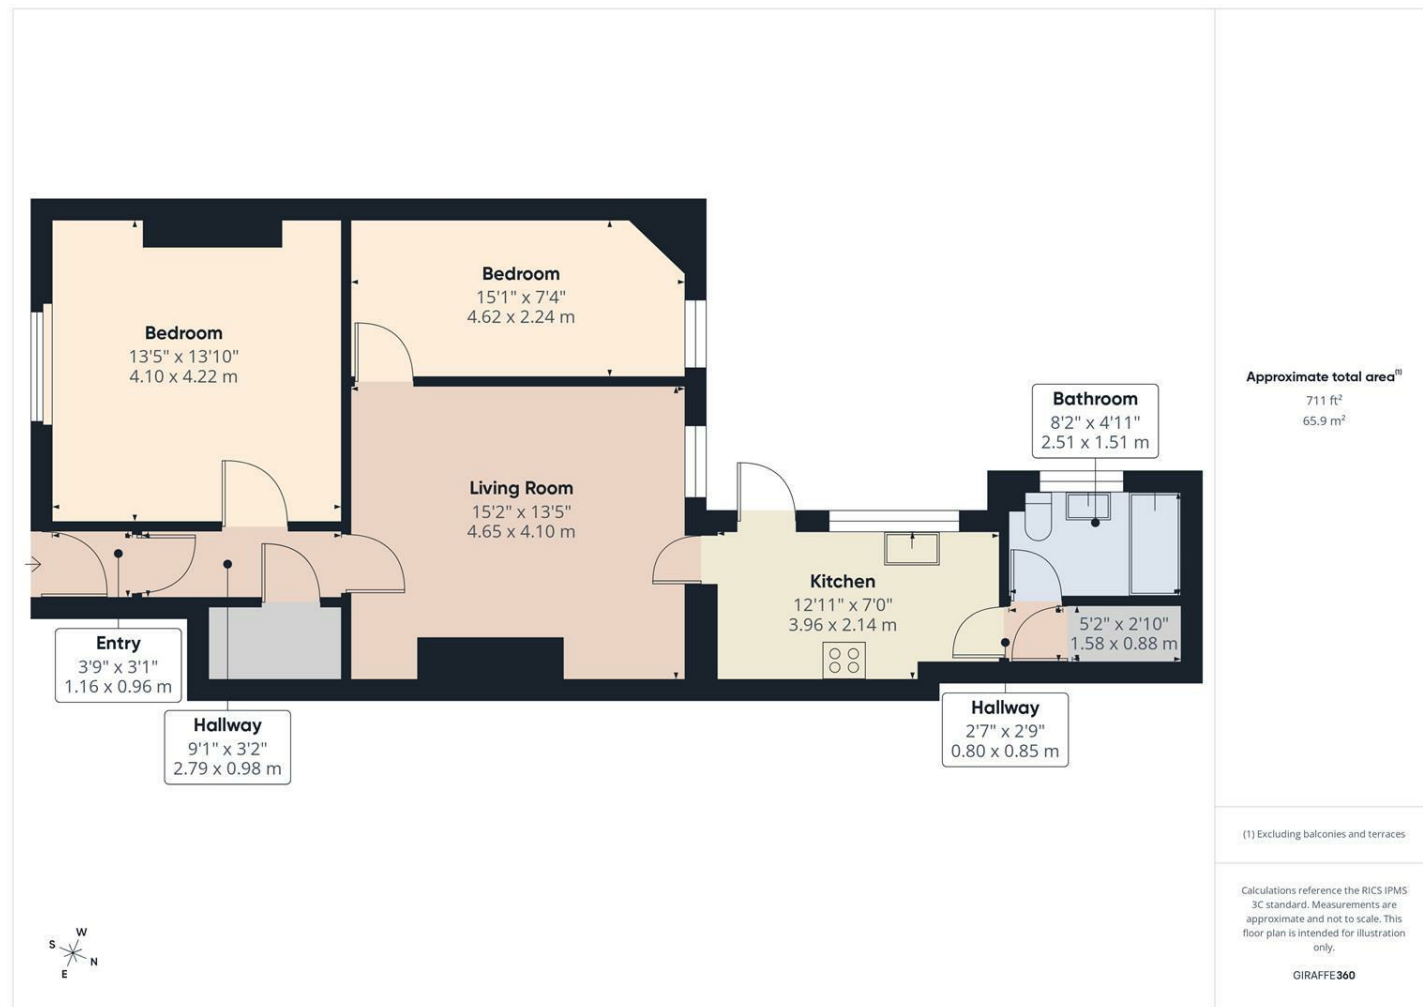 Bedroom
13'5" x 13'10"
4.10 x 4.22 m
Bedroom
15'1" x 7'4"
4.62 x 2.24 m
Living Room
15'2" x 13'5"
4.65 x 4.10 m
Kitchen
12'11" x 7'0"
3.96 x 2.14 m
Bathroom
8'2" x 4'11"
2.51 x 1.51 m
5'2" x 2'10"
1.58 x 0.88 m
Entry
3'9" x 3'1"
1.16 x 0.96 m
Hallway
9'1" x 3'2"
2.79 x 0.98 m
Hallway
2'7" x 2'9"
0.80 x 0.85 m
W
S
N
E
Approximate total area(1)
711 ft²
65.9 m²
(1) Excluding balconies and terraces
Calculations reference the RICS IPMS
3C standard. Measurements are
approximate and not to scale. This
floor plan is intended for illustration
only.
GIRAFFE360